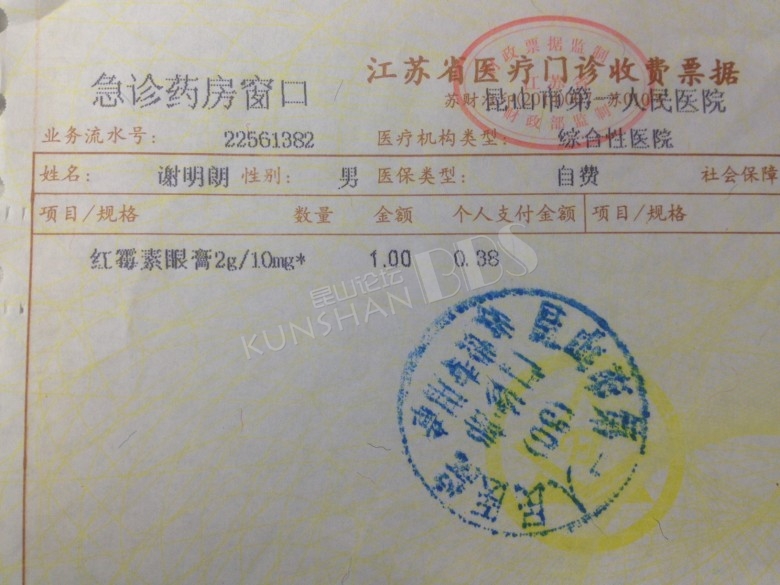 急诊药房窗口
江苏省医疗门诊收费票据
昆山市第一人民医院
业务流水号: 22561382 医疗机构类型: 综合性医院
姓名: 谢明朗 性别: 男 医保类型: 自费 社会保障
项目/规格 数量 金额 个人支付金额 项目/规格
红霉素眼膏2g/10mg* 1.00 0.38
昆山论坛
KUNSHAN BBS
门诊部
(30)